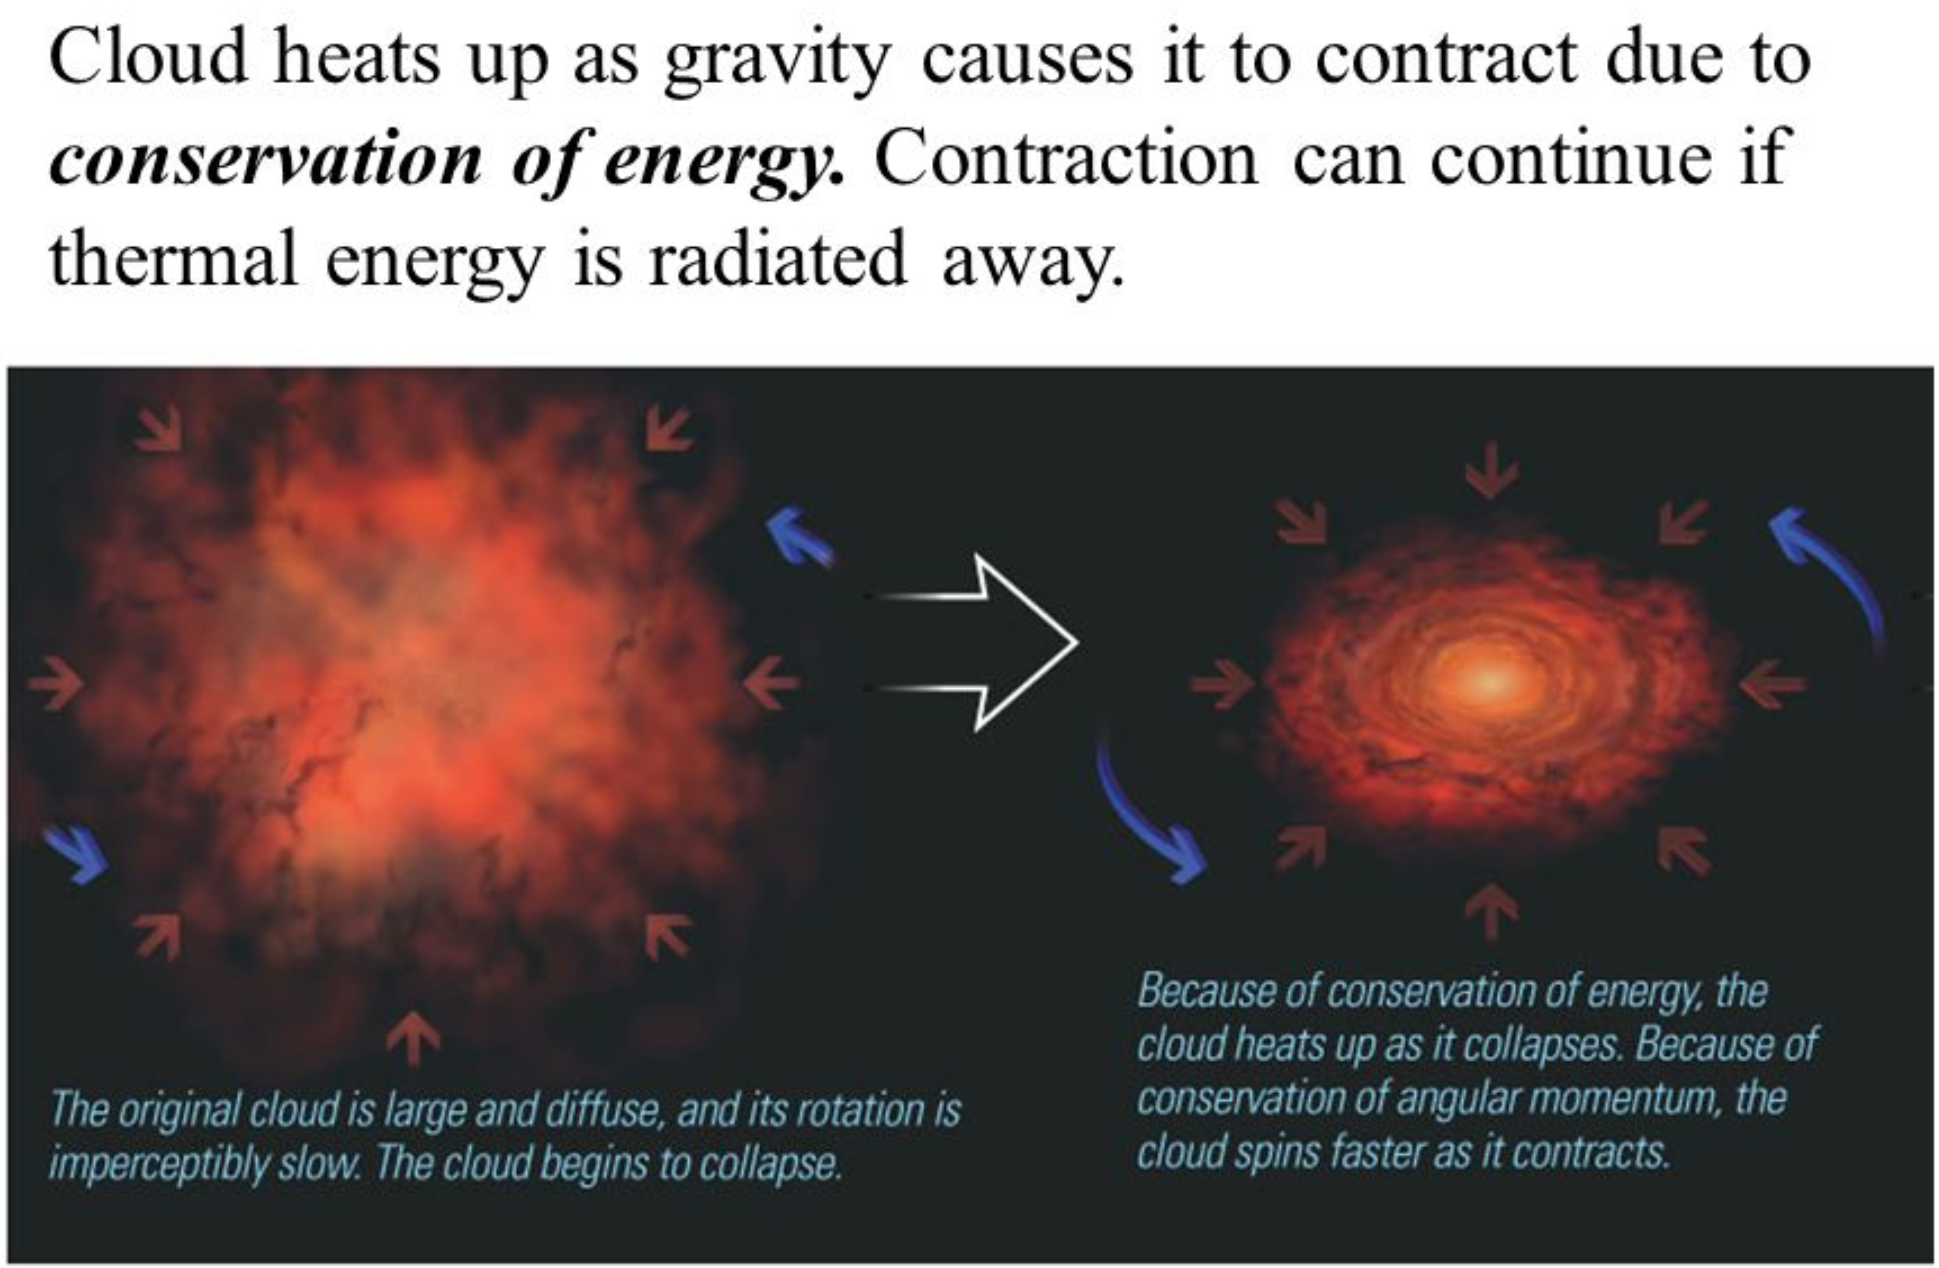 Cloud heats up as gravity causes it to contract due to
conservation of energy. Contraction can continue if
thermal energy is radiated away.
The original cloud is large and diffuse, and its rotation is
imperceptibly slow. The cloud begins to collapse.
Because of conservation of energy, the
cloud heats up as it collapses. Because of
conservation of angular momentum, the
cloud spins faster as it contracts.